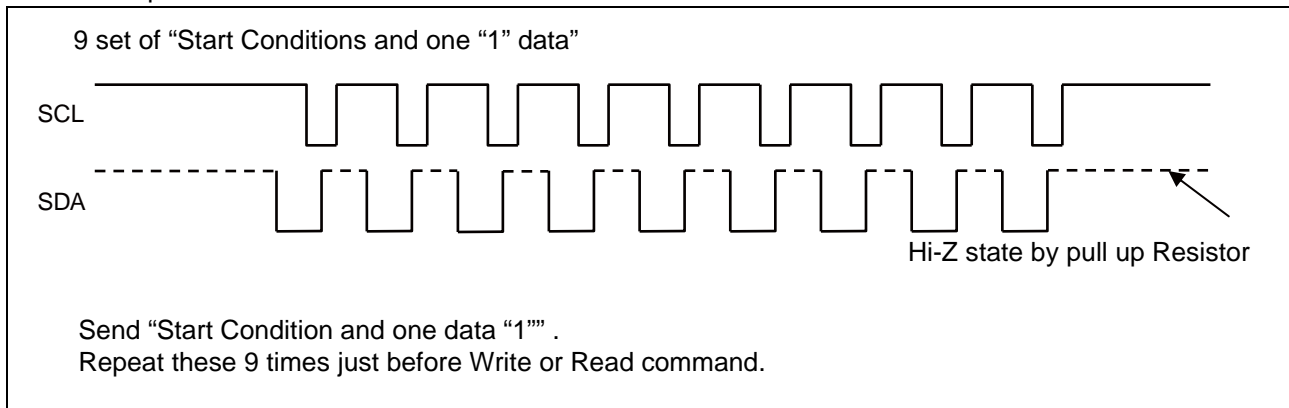 9 set of “Start Conditions and one “1” data”
SCL
SDA
Hi-Z state by pull up Resistor
Send “Start Condition and one data “1”” .
Repeat these 9 times just before Write or Read command.